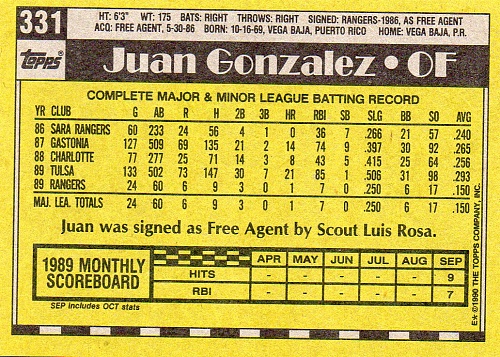 331
HT: 6'3" WT: 175 BATS: RIGHT THROWS: RIGHT SIGNED: RANGERS-1986, AS FREE AGENT
ACQ: FREE AGENT, 5-30-86 BORN: 10-16-69, VEGA BAJA, PUERTO RICO HOME: VEGA BAJA, P.R.
Topps Juan Gonzalez • OF
COMPLETE MAJOR & MINOR LEAGUE BATTING RECORD
YR CLUB G AB R H 2B 3B HR RBI SB SLG BB SO AVG
86 SARA RANGERS 60 233 24 56 4 1 0 36 7 .266 21 57 .240
87 GASTONIA 127 509 69 135 21 2 14 74 9 .397 30 92 .265
88 CHARLOTTE 77 277 25 71 14 3 8 43 5 .415 25 64 .256
89 TULSA 133 502 73 147 30 7 21 85 1 .506 31 98 .293
89 RANGERS 24 60 6 9 3 0 1 7 0 .250 6 17 .150
MAJ. LEA. TOTALS 24 60 6 9 3 0 1 7 0 .250 6 17 .150
Juan was signed as Free Agent by Scout Luis Rosa.
1989 MONTHLY
SCOREBOARD
APR MAY JUN JUL AUG SEP
HITS - - - - - 9
RBI - - - - - 7
SEP includes OCT stats
E* © 1990 THE TOPPS COMPANY, INC.